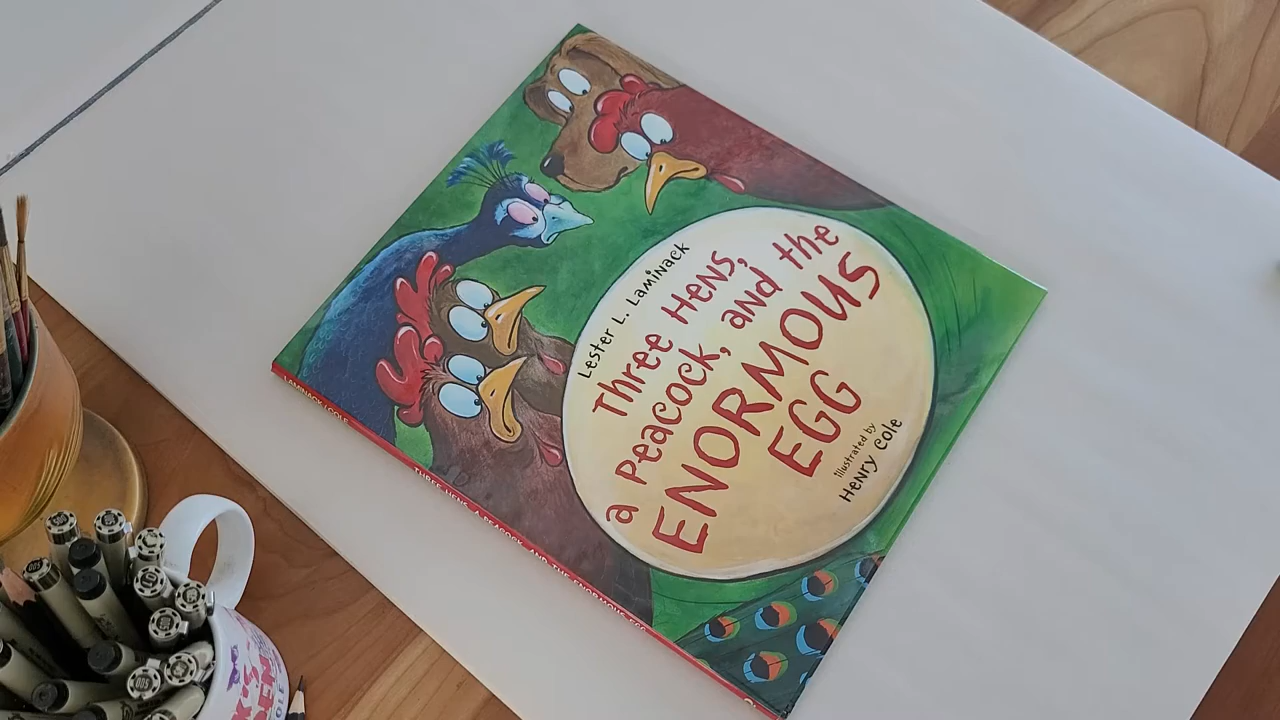 Lester L. Laminack
Three Hens,
a Peacock, and the
ENORMOUS
EGG
illustrated by
Henry Cole
LAMINACK / COLE
THREE HENS, A PEACOCK, AND THE ENORMOUS EGG
005